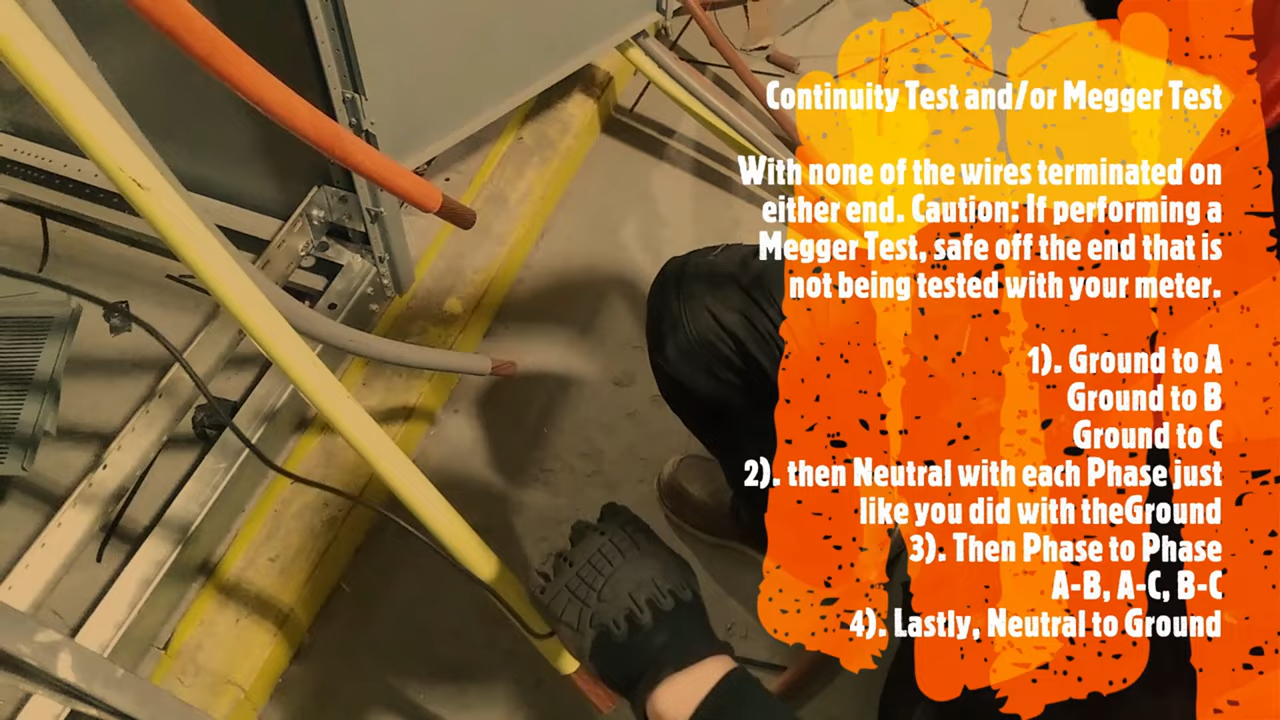 Continuity Test and/or Megger Test
With none of the wires terminated on
either end. Caution: If performing a
Megger Test, safe off the end that is
not being tested with your meter.
1). Ground to A
Ground to B
Ground to C
2). then Neutral with each Phase just
like you did with theGround
3). Then Phase to Phase
A-B, A-C, B-C
4). Lastly, Neutral to Ground